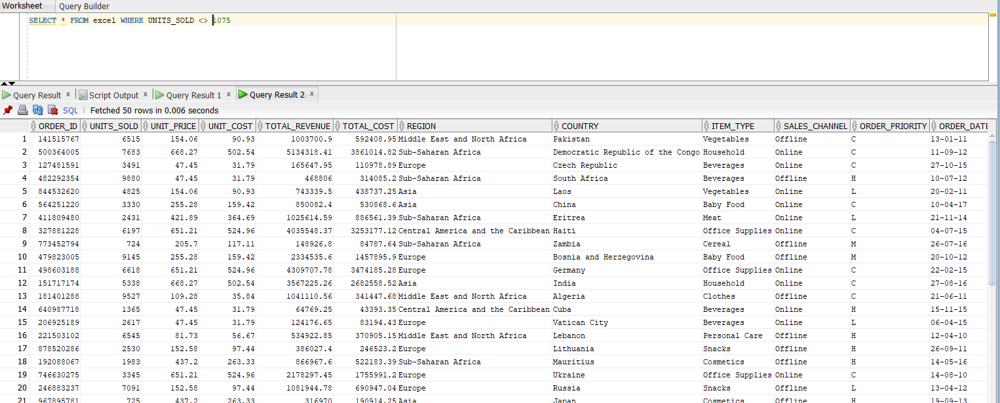 Worksheet Query Builder
SELECT * FROM excel WHERE UNITS_SOLD <> 1075
Query Result x Script Output x Query Result 1 x Query Result 2 x
SQL Fetched 50 rows in 0.006 seconds
ORDER_ID UNITS_SOLD UNIT_PRICE UNIT_COST TOTAL_REVENUE TOTAL_COST REGION COUNTRY ITEM_TYPE SALES_CHANNEL ORDER_PRIORITY ORDER_DATE
1 141515767 6515 154.06 90.93 1003700.9 592408.95 Middle East and North Africa Pakistan Vegetables Offline C 13-01-11
2 500364005 7683 668.27 502.54 5134318.41 3861014.82 Sub-Saharan Africa Democratic Republic of the Congo Household Online C 11-09-12
3 127481591 3491 47.45 31.79 165647.95 110978.89 Europe Czech Republic Beverages Online C 27-10-15
4 482292354 9880 47.45 31.79 468806 314085.2 Sub-Saharan Africa South Africa Beverages Offline H 10-07-12
5 844532620 4825 154.06 90.93 743339.5 438737.25 Asia Laos Vegetables Online L 20-02-11
6 564251220 3330 255.28 159.42 850082.4 530868.6 Asia China Baby Food Online C 10-04-17
7 411809480 2431 421.89 364.69 1025614.59 886561.39 Sub-Saharan Africa Eritrea Meat Online L 21-11-14
8 327881228 6197 651.21 524.96 4035548.37 3253177.12 Central America and the Caribbean Haiti Office Supplies Online C 04-07-15
9 773452794 724 205.7 117.11 148926.8 84787.64 Sub-Saharan Africa Zambia Cereal Offline M 26-07-16
10 479823005 9145 255.28 159.42 2334535.6 1457895.9 Europe Bosnia and Herzegovina Baby Food Offline M 20-10-12
11 498603188 6618 651.21 524.96 4309707.78 3474185.28 Europe Germany Office Supplies Online C 22-02-15
12 151717174 5338 668.27 502.54 3567225.26 2682558.52 Asia India Household Online C 27-08-16
13 181401288 9527 109.28 35.84 1041110.56 341447.68 Middle East and North Africa Algeria Clothes Offline C 21-06-11
14 640987718 1365 47.45 31.79 64769.25 43393.35 Central America and the Caribbean Cuba Beverages Online H 15-11-15
15 206925189 2617 47.45 31.79 124176.65 83194.43 Europe Vatican City Beverages Online L 06-04-15
16 221503102 6545 81.73 56.67 534922.85 370905.15 Middle East and North Africa Lebanon Personal Care Offline H 12-04-10
17 878520286 2530 152.58 97.44 386027.4 246523.2 Europe Lithuania Snacks Offline H 26-09-11
18 192088067 1983 437.2 263.33 866967.6 522183.39 Sub-Saharan Africa Mauritius Cosmetics Offline H 14-05-16
19 746630275 3345 651.21 524.96 2178297.45 1755991.2 Europe Ukraine Office Supplies Online C 14-08-10
20 246883237 7091 152.58 97.44 1081944.78 690947.04 Europe Russia Snacks Offline L 13-04-12
21 967895781 725 437.2 263.33 316970 190914.25 Asia Japan Cosmetics Offline H 19-09-13